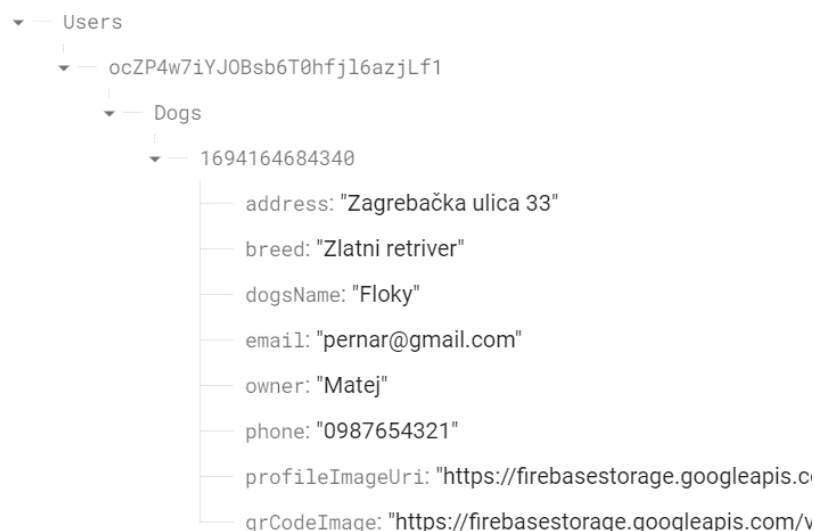 Users
ocZP4w7iYJOBsb6T0hfjl6azjLf1
Dogs
1694164684340
address: "Zagrebačka ulica 33"
breed: "Zlatni retriver"
dogsName: "Floky"
email: "pernar@gmail.com"
owner: "Matej"
phone: "0987654321"
profileImageUri: "https://firebasestorage.googleapis.c
qrCodeImage: "https://firebasestorage.googleapis.com/v